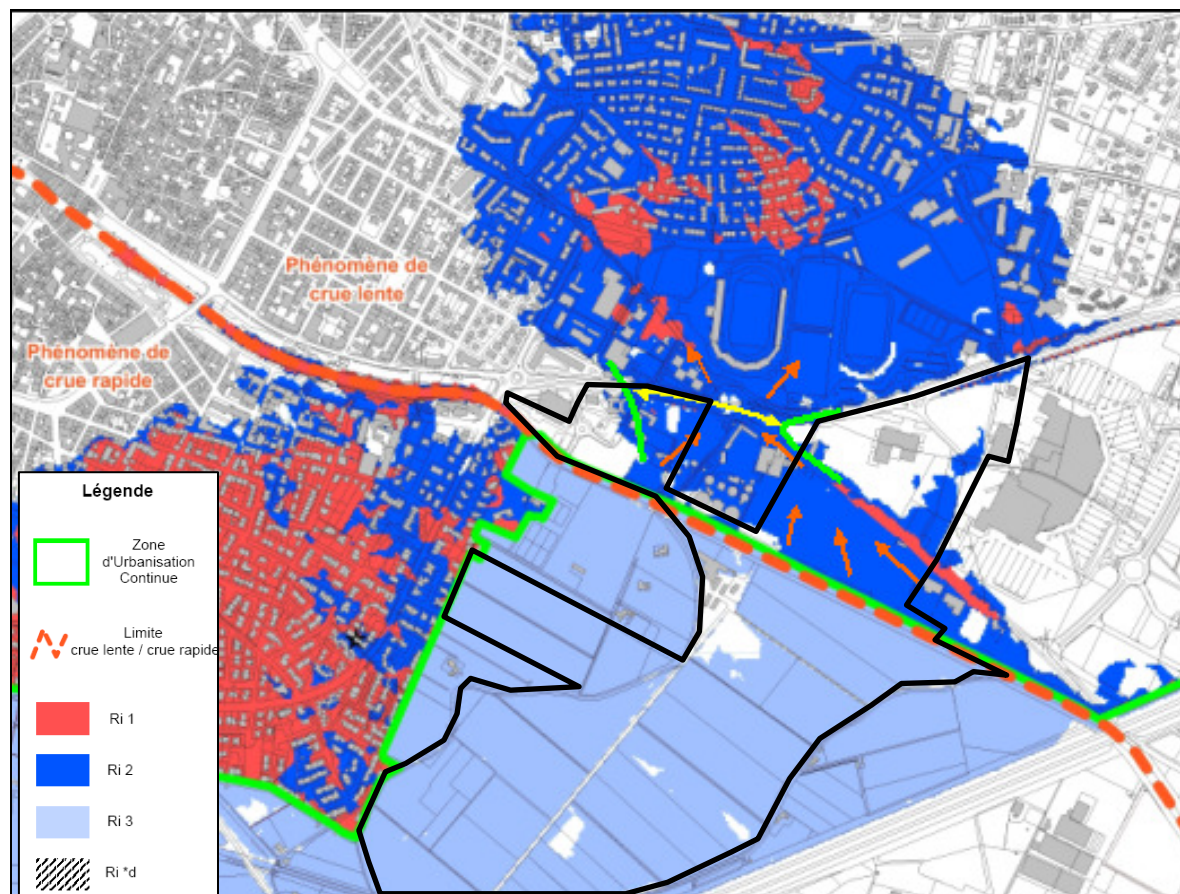 Phénomène de
crue lente
Phénomène de
crue rapide
Légende
Zone
d'Urbanisation
Continue
Limite
crue lente / crue rapide
Ri 1
Ri 2
Ri 3
Ri *d